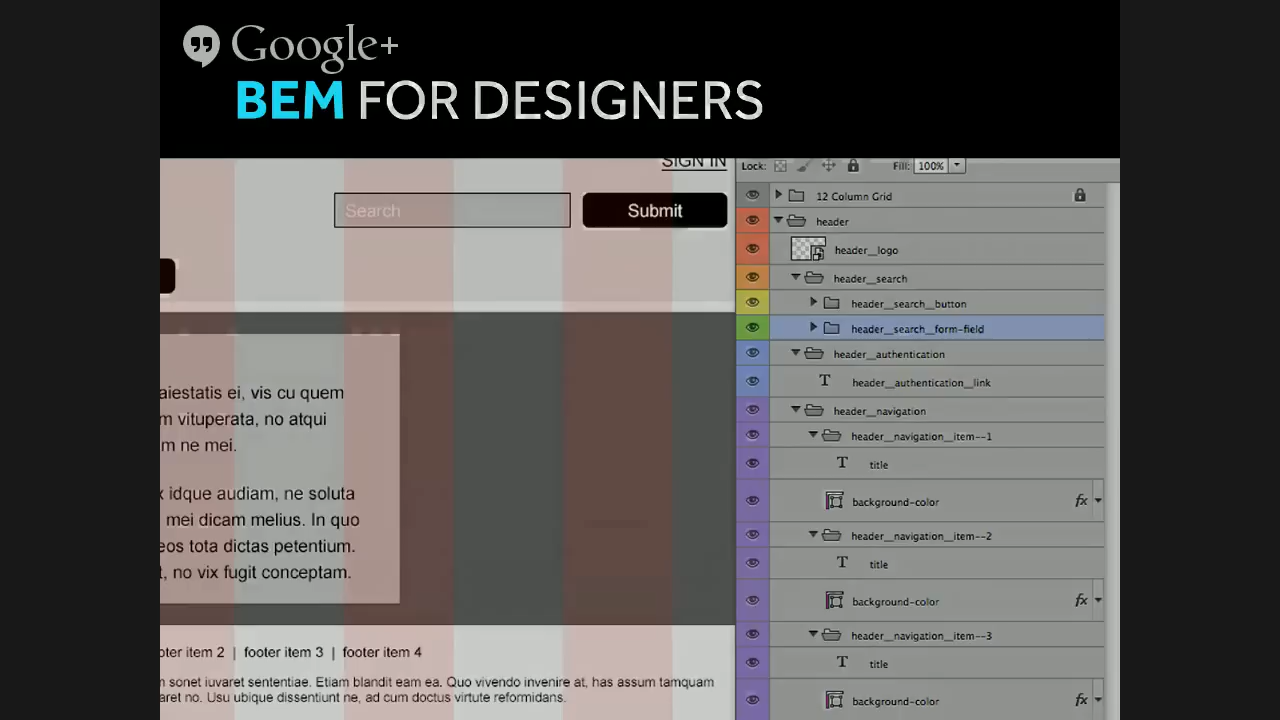 Google+
BEM FOR DESIGNERS
SIGN IN
Search
Submit
aiestatis ei, vis cu quem
m vituperata, no atqui
m ne mei.
x idque audiam, ne soluta
mei dicam melius. In quo
eos tota dictas petentium.
t, no vix fugit conceptam.
oter item 2 | footer item 3 | footer item 4
n sonet iuvaret sententiae. Etiam blandit eam ea. Quo vivendo invenire at, has assum tamquam
aret no. Usu ubique dissentiunt ne, ad cum doctus virtute reformidans.
Lock:
Fill: 100%
12 Column Grid
header
header__logo
header__search
header__search__button
header__search__form-field
header__authentication
header__authentication__link
header__navigation
header__navigation__item--1
title
background-color fx
header__navigation__item--2
title
background-color fx
header__navigation__item--3
title
background-color fx